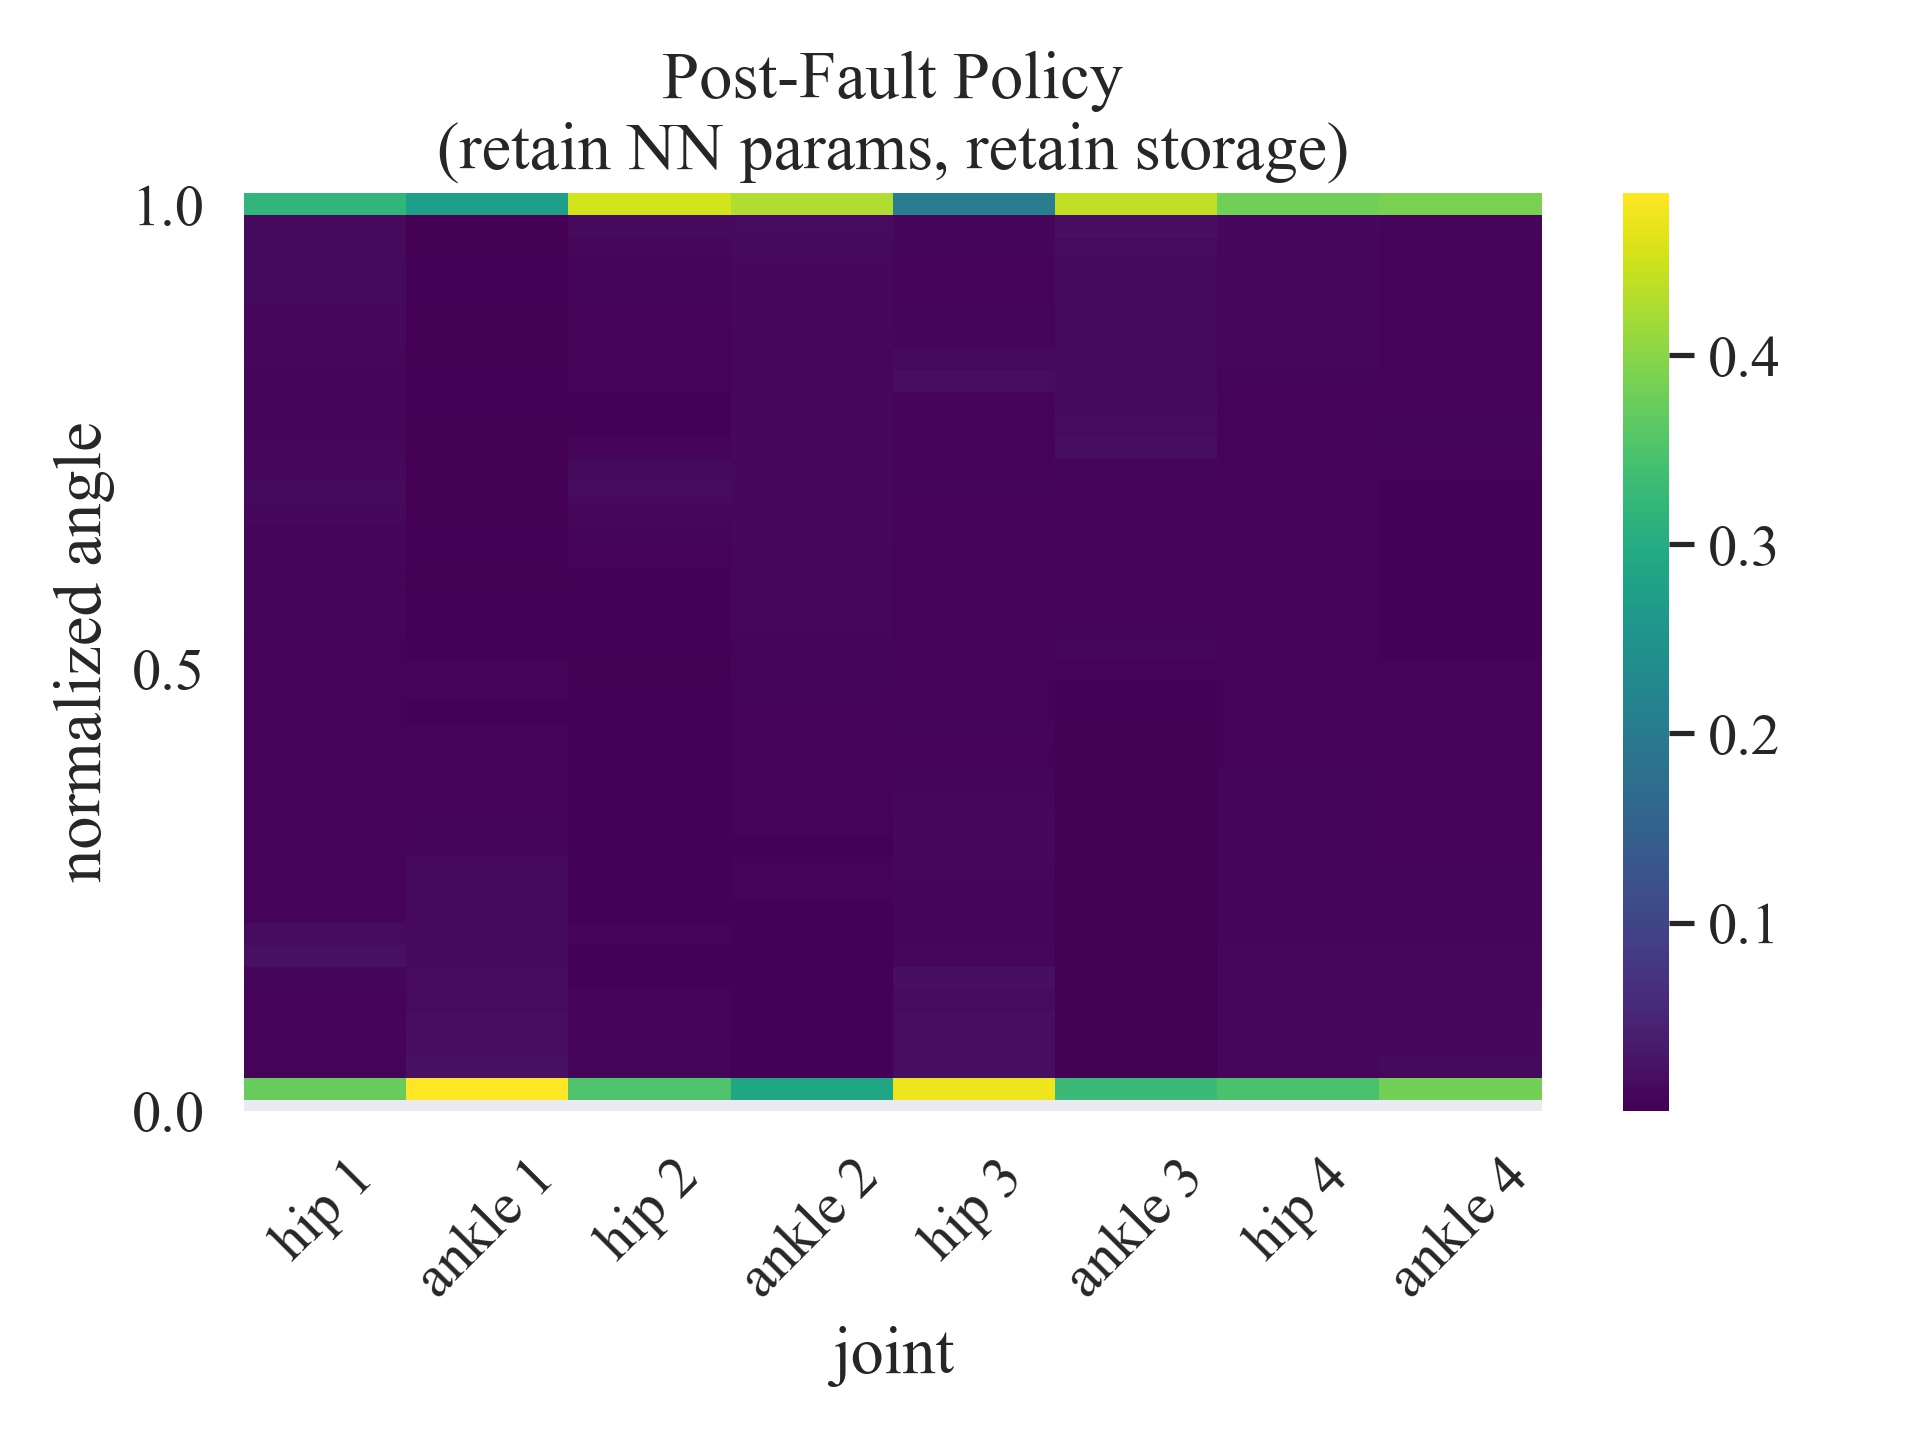 Post-Fault Policy
(retain NN params, retain storage)
1.0
0.5
0.0
normalized angle
hip 1
ankle 1
hip 2
ankle 2
hip 3
ankle 3
hip 4
ankle 4
joint
0.4
0.3
0.2
0.1